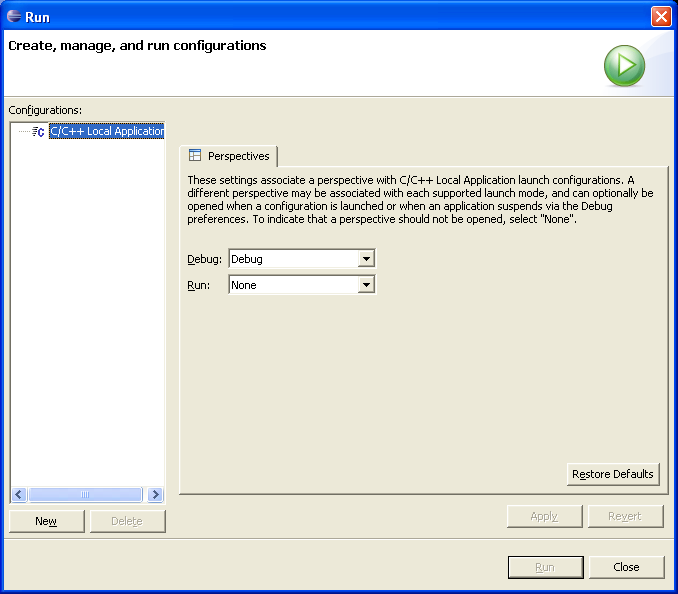 Run
Create, manage, and run configurations
Configurations:
C/C++ Local Application
Perspectives
These settings associate a perspective with C/C++ Local Application launch configurations. A
different perspective may be associated with each supported launch mode, and can optionally be
opened when a configuration is launched or when an application suspends via the Debug
preferences. To indicate that a perspective should not be opened, select "None".
Debug: Debug
Run: None
Restore Defaults
New Delete
Apply Revert
Run Close